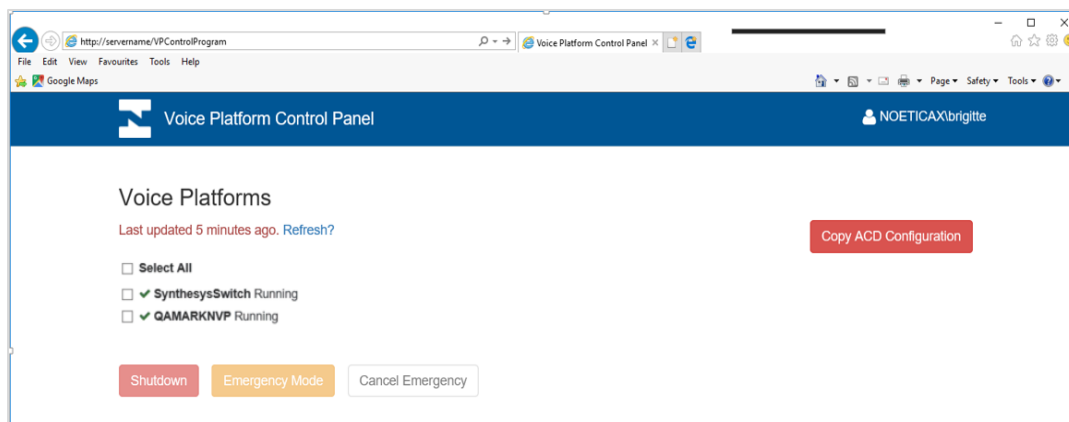 http://servername/VPControlProgram
Voice Platform Control Panel
File Edit View Favourites Tools Help
Google Maps
Page Safety Tools
Voice Platform Control Panel
NOETICAX\brigitte
Voice Platforms
Last updated 5 minutes ago. Refresh?
Copy ACD Configuration
Select All
SynthesysSwitch Running
QAMARKNVP Running
Shutdown Emergency Mode Cancel Emergency